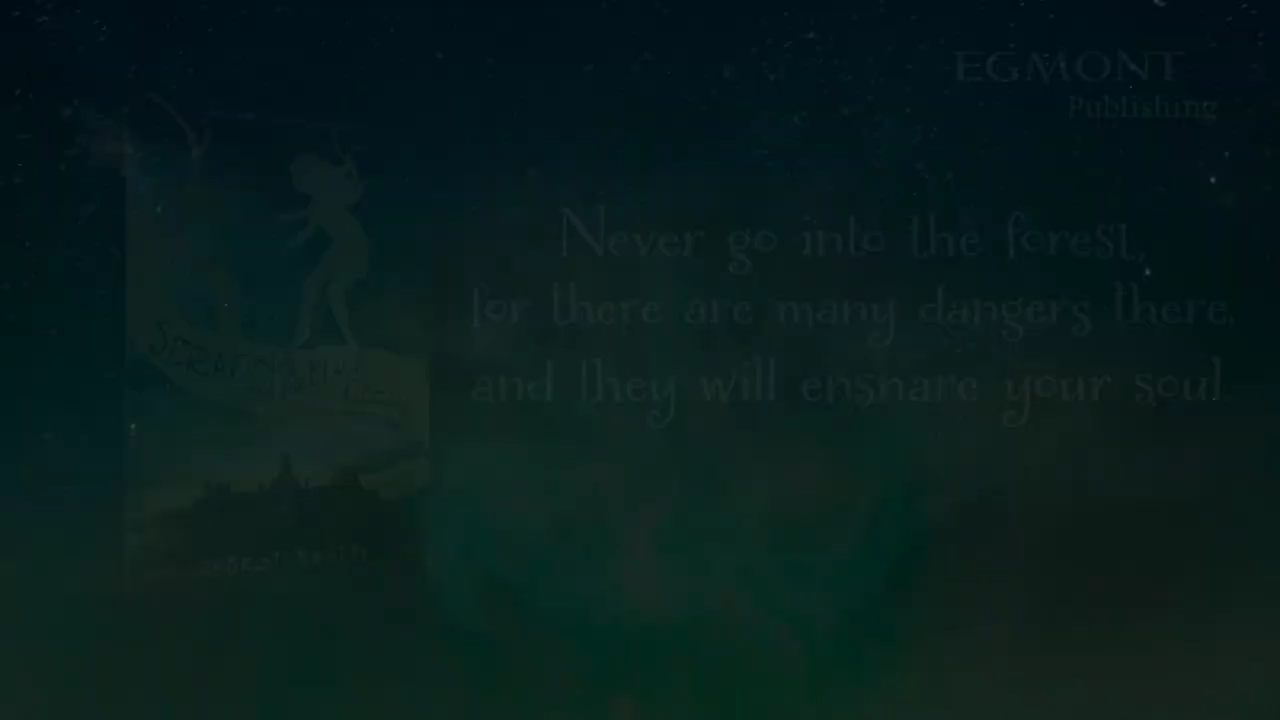 EGMONT
Publishing
Never go into the forest,
for there are many dangers there,
and they will ensnare your soul.
SERAFINA